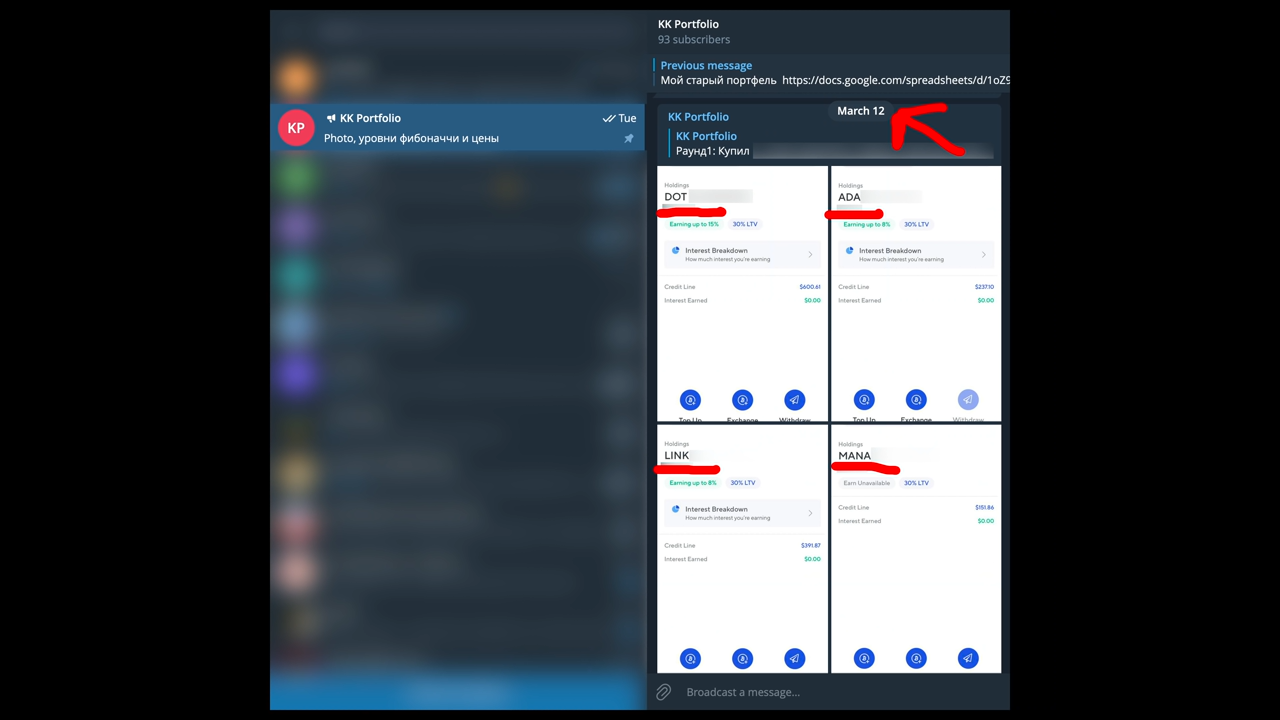 KK Portfolio
93 subscribers
Previous message
Мой старый портфель https://docs.google.com/spreadsheets/d/1oZ9
KP
KK Portfolio
Tue
Photo, уровни фибоначчи и цены
March 12
KK Portfolio
KK Portfolio
Раунд1: Купил
Holdings
DOT
Earning up to 15%
30% LTV
Interest Breakdown
How much interest you're earning
Credit Line
$600.61
Interest Earned
$0.00
Top Up
Exchange
Withdraw
Holdings
ADA
Earning up to 8%
30% LTV
Interest Breakdown
How much interest you're earning
Credit Line
$237.10
Interest Earned
$0.00
Top Up
Exchange
Withdraw
Holdings
LINK
Earning up to 8%
30% LTV
Interest Breakdown
How much interest you're earning
Credit Line
$391.87
Interest Earned
$0.00
Holdings
MANA
Earn Unavailable
30% LTV
Credit Line
$151.86
Interest Earned
$0.00
Broadcast a message...